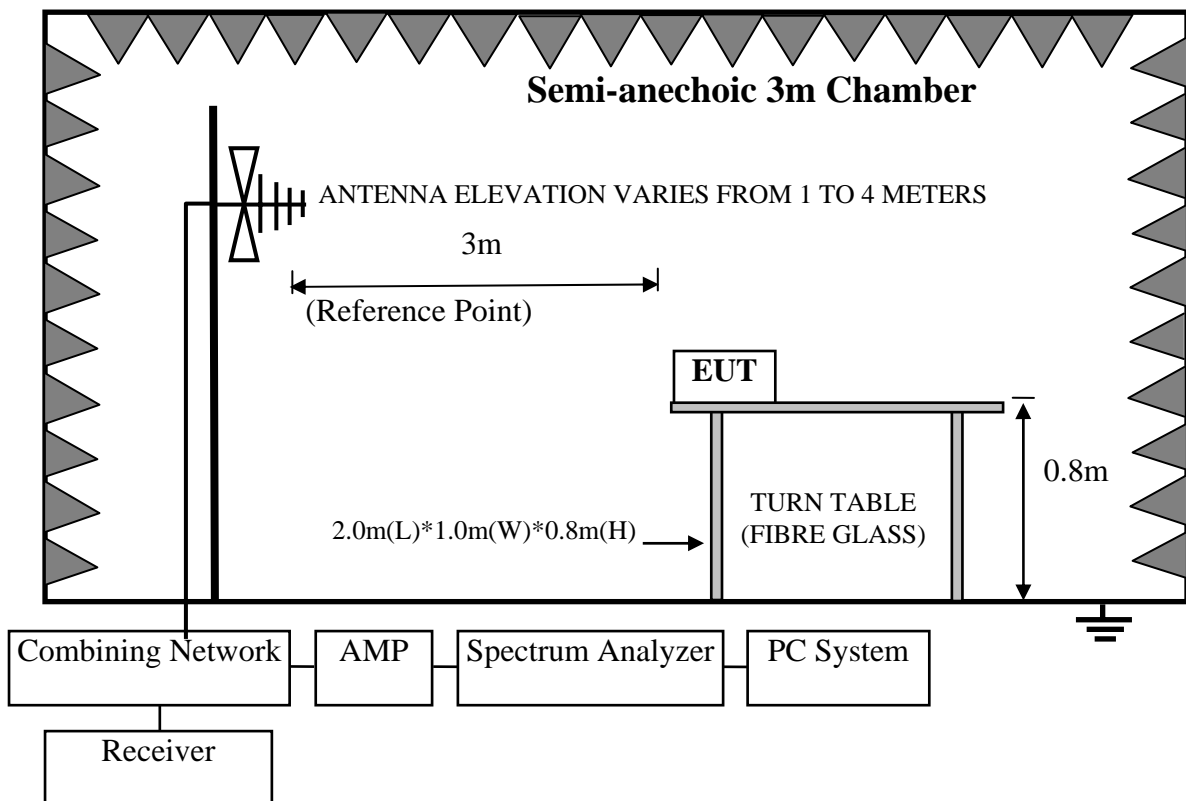 Semi-anechoic 3m Chamber
ANTENNA ELEVATION VARIES FROM 1 TO 4 METERS
3m
(Reference Point)
EUT
0.8m
TURN TABLE
(FIBRE GLASS)
2.0m(L)*1.0m(W)*0.8m(H)
Combining Network
AMP
Spectrum Analyzer
PC System
Receiver